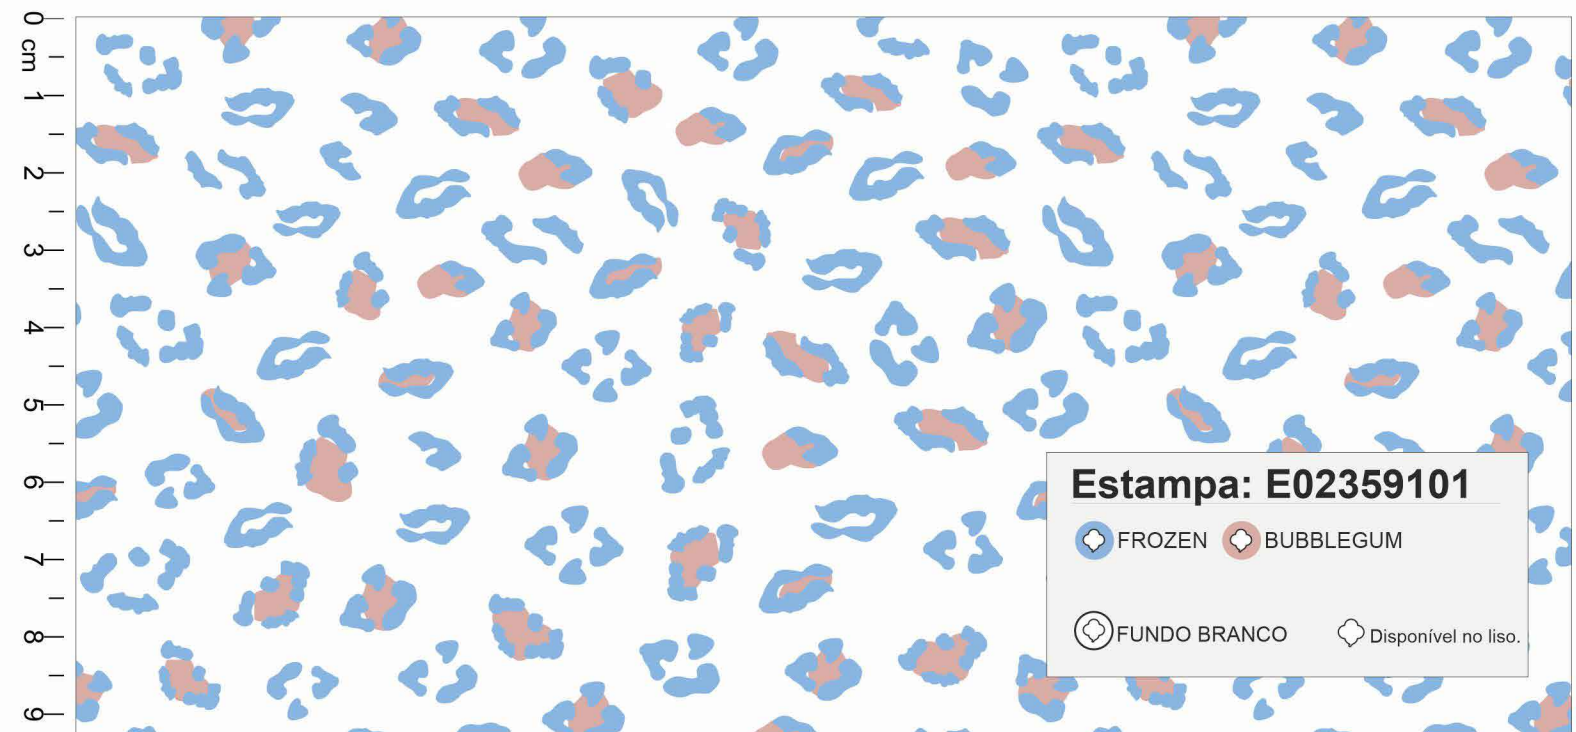 0
cm
1
2
3
4
5
6
7
8
9
Estampa: E02359101
FROZEN BUBBLEGUM
FUNDO BRANCO Disponível no liso.